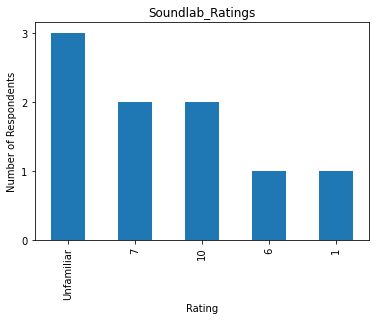 Soundlab_Ratings
Number of Respondents
3
2
1
0
Unfamiliar
7
10
6
1
Rating